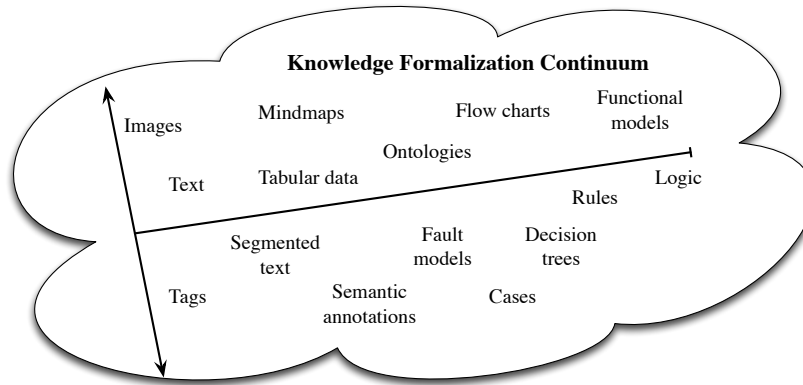 Knowledge Formalization Continuum
Images
Mindmaps
Flow charts
Functional
models
Ontologies
Text
Tabular data
Logic
Rules
Segmented
text
Fault
models
Decision
trees
Tags
Semantic
annotations
Cases